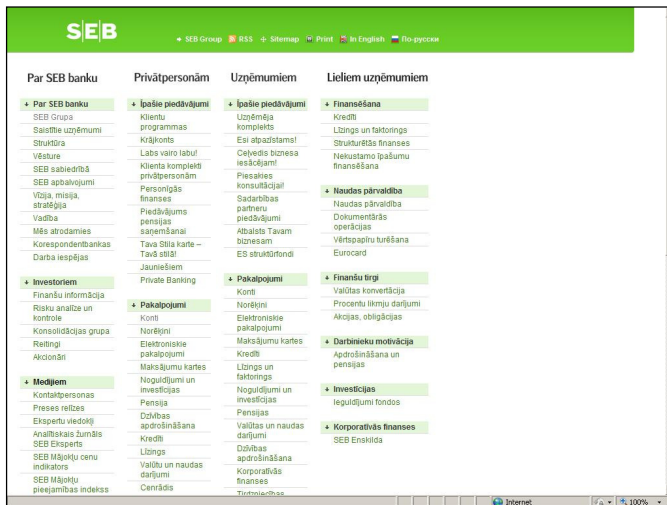 SEB
SEB Group RSS Sitemap Print In English По-русски
Par SEB banku
+ Par SEB banku
SEB Grupa
Saistītie uzņēmumi
Struktūra
Vēsture
SEB sabiedrībā
SEB apbalvojumi
Vīzija, misija,
stratēģija
Vadība
Mēs atrodamies
Korespondentbankas
Darba iespējas
+ Investoriem
Finanšu informācija
Risku analīze un
kontrole
Konsolidācijas grupa
Reitingi
Akcionāri
+ Medijiem
Kontaktpersonas
Preses relīzes
Ekspertu viedokļi
Analītiskais žurnāls
SEB Eksperts
SEB Mājokļu cenu
indikators
SEB Mājokļu
pieejamības indekss
Privātpersonām
+ Īpašie piedāvājumi
Klientu
programmas
Krājkonts
Labs vairo labu!
Klienta komplekti
privātpersonām
Personīgās
finanses
Piedāvājums
pensijas
saņemšanai
Tava Stila karte –
Tavā stilā!
Jauniešiem
Private Banking
+ Pakalpojumi
Konti
Norēķini
Elektroniskie
pakalpojumi
Maksājumu kartes
Noguldījumi un
investīcijas
Pensija
Dzīvības
apdrošināšana
Kredīti
Līzings
Valūtu un naudas
darījumi
Cenrādis
Uzņēmumiem
+ Īpašie piedāvājumi
Uzņēmēja
komplekts
Esi atpazīstams!
Ceļvedis biznesa
iesācējam!
Piesakies
konsultācijai!
Sadarbības
partneru
piedāvājumi
Atbalsts Tavam
biznesam
ES struktūrfondi
+ Pakalpojumi
Konti
Norēķini
Elektroniskie
pakalpojumi
Maksājumu kartes
Kredīti
Līzings un
faktorings
Noguldījumi un
investīcijas
Pensijas
Valūtas un naudas
darījumi
Dzīvības
apdrošināšana
Korporatīvās
finanses
Tirdzniecības
Lieliem uzņēmumiem
+ Finansēšana
Kredīti
Līzings un faktorings
Strukturētās finanses
Nekustamo īpašumu
finansēšana
+ Naudas pārvaldība
Naudas pārvaldība
Dokumentārās
operācijas
Vērtspapīru turēšana
Eurocard
+ Finanšu tirgi
Valūtas konvertācija
Procentu likmju darījumi
Akcijas, obligācijas
+ Darbinieku motivācija
Apdrošināšana un
pensijas
+ Investīcijas
Ieguldījumi fondos
+ Korporatīvās finanses
SEB Enskilda
Internet 100%